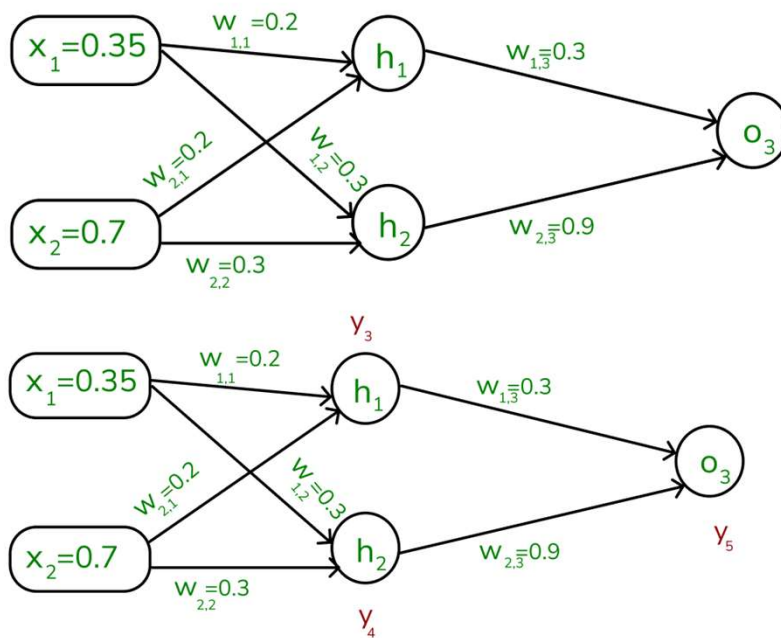 x₁=0.35
w₁,₁=0.2
h₁
w₁,₃=0.3
w₂,₁=0.2
w₁,₂=0.3
o₃
x₂=0.7
h₂
w₂,₃=0.9
w₂,₂=0.3
y₃
x₁=0.35
w₁,₁=0.2
h₁
w₁,₃=0.3
w₂,₁=0.2
w₁,₂=0.3
o₃
x₂=0.7
h₂
w₂,₃=0.9
y₅
w₂,₂=0.3
y₄